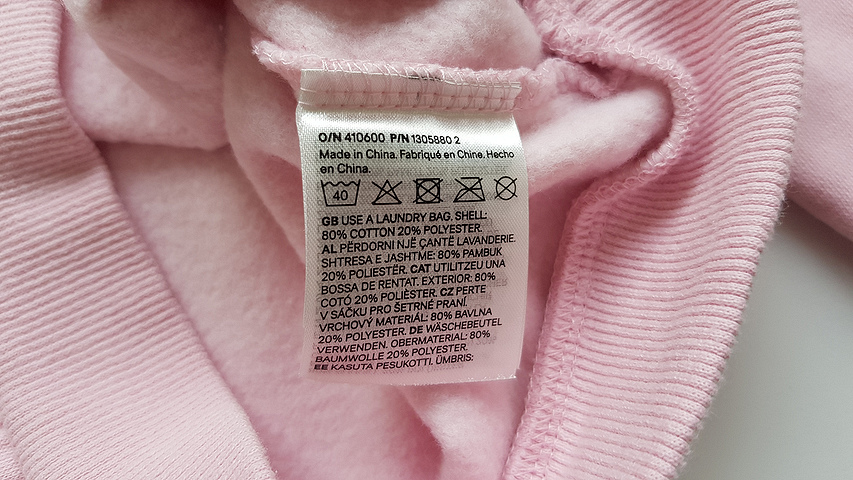 O/N 410600 P/N 1305880 2
Made in China. Fabriqué en Chine. Hecho
en China.
40
GB USE A LAUNDRY BAG. SHELL:
80% COTTON 20% POLYESTER.
AL PËRDORNI NJË ÇANTË LAVANDERIE.
SHTRESA E JASHTME: 80% PAMBUK
20% POLIESTËR. CAT UTILITZEU UNA
BOSSA DE RENTAT. EXTERIOR: 80%
COTÓ 20% POLIÈSTER. CZ PERTE
V SÁČKU PRO ŠETRNÉ PRANÍ.
VRCHOVÝ MATERIÁL: 80% BAVLNA
20% POLYESTER. DE WÄSCHEBEUTEL
VERWENDEN. OBERMATERIAL: 80%
BAUMWOLLE 20% POLYESTER.
EE KASUTA PESUKOTTI. ÜMBRIS: